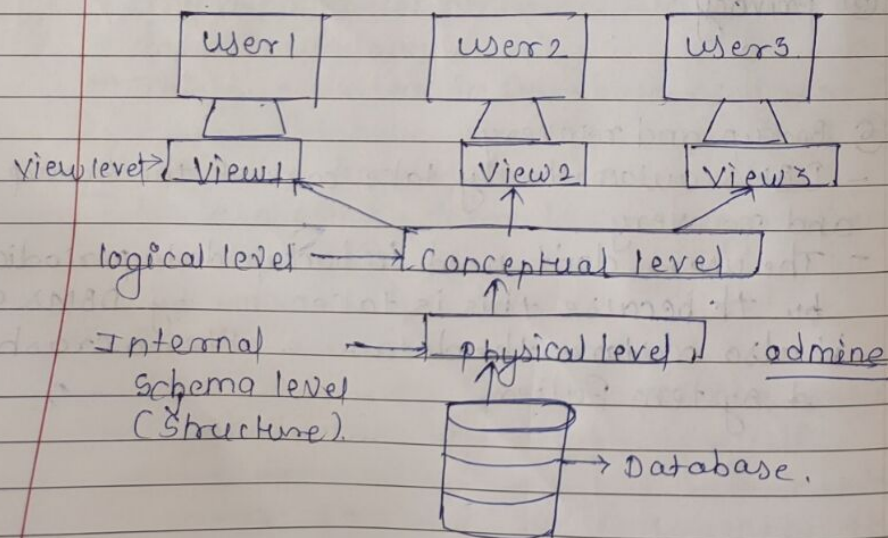 user1 user2 user3
View level View1 View2 View3
logical level Conceptual level
Internal physical level admine
schema level
(Structure).
Database.